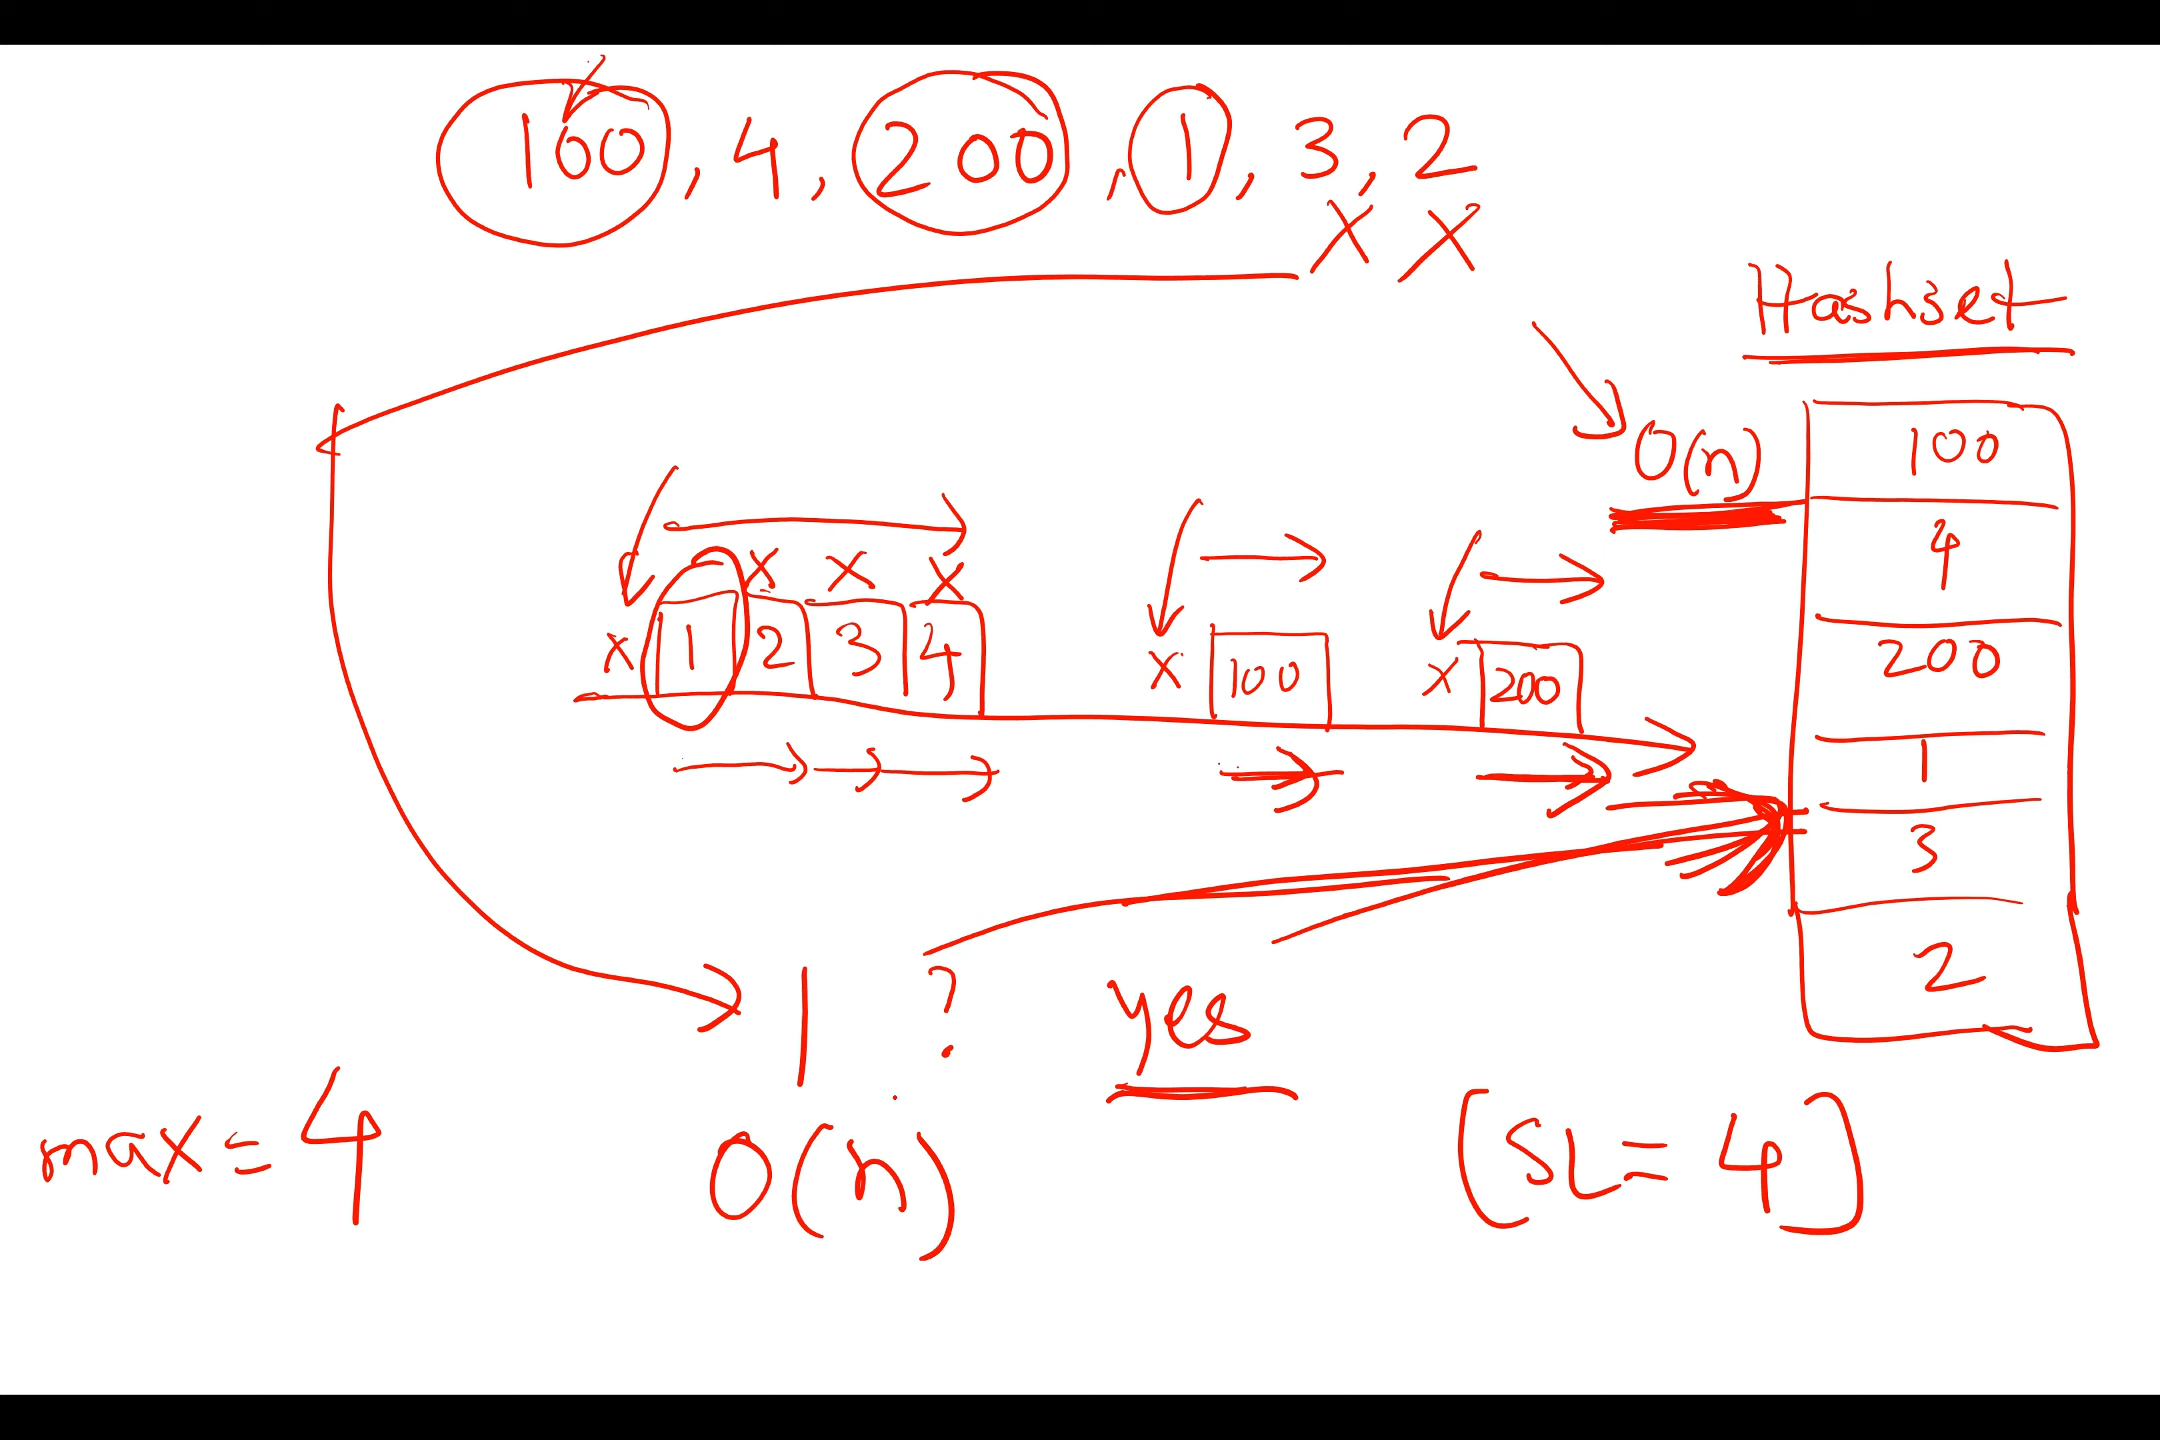 100, 4, 200, 1, 3, 2
X X
Hashset
O(n)
100
4
200
1
3
2
X X X
X 1 2 3 4
X 100
X 200
1 ? yes
max = 4
O(n)
[SL = 4]